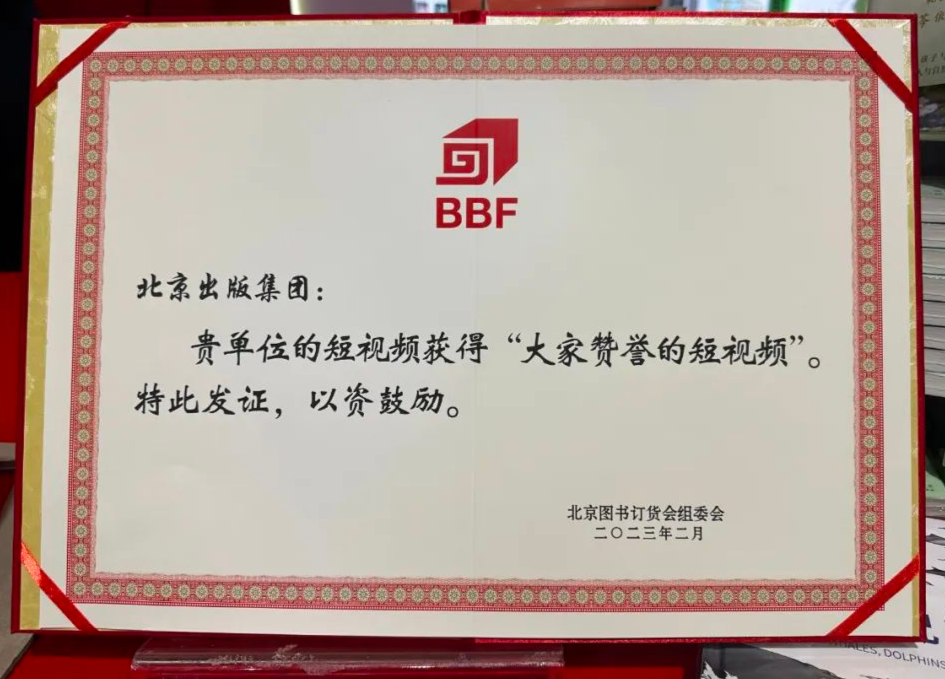 BBF
北京出版集团：
贵单位的短视频获得“大家赞誉的短视频”。
特此发证，以资鼓励。
北京图书订货会组委会
二〇二三年二月
DOLPHINS